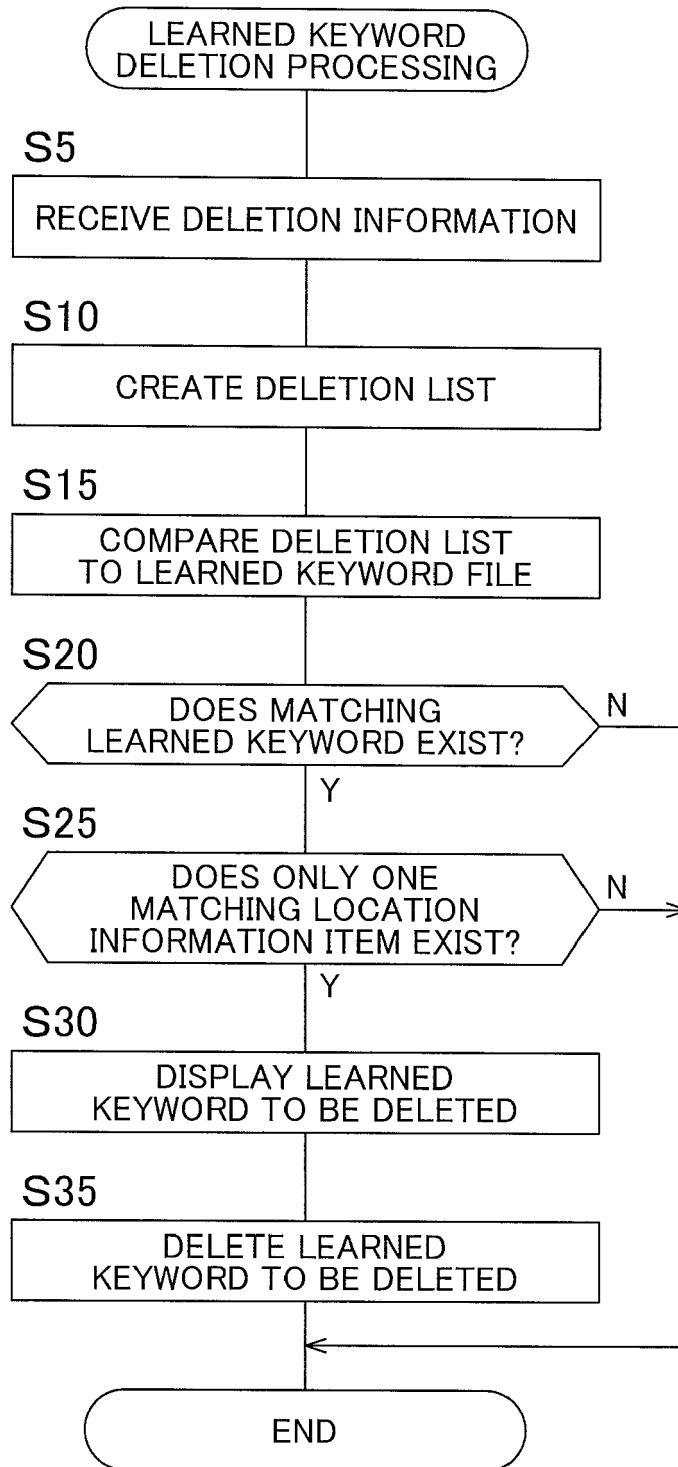 LEARNED KEYWORD
DELETION PROCESSING
S5
RECEIVE DELETION INFORMATION
S10
CREATE DELETION LIST
S15
COMPARE DELETION LIST
TO LEARNED KEYWORD FILE
S20
DOES MATCHING
LEARNED KEYWORD EXIST?
N
Y
S25
DOES ONLY ONE
MATCHING LOCATION
INFORMATION ITEM EXIST?
N
Y
S30
DISPLAY LEARNED
KEYWORD TO BE DELETED
S35
DELETE LEARNED
KEYWORD TO BE DELETED
END